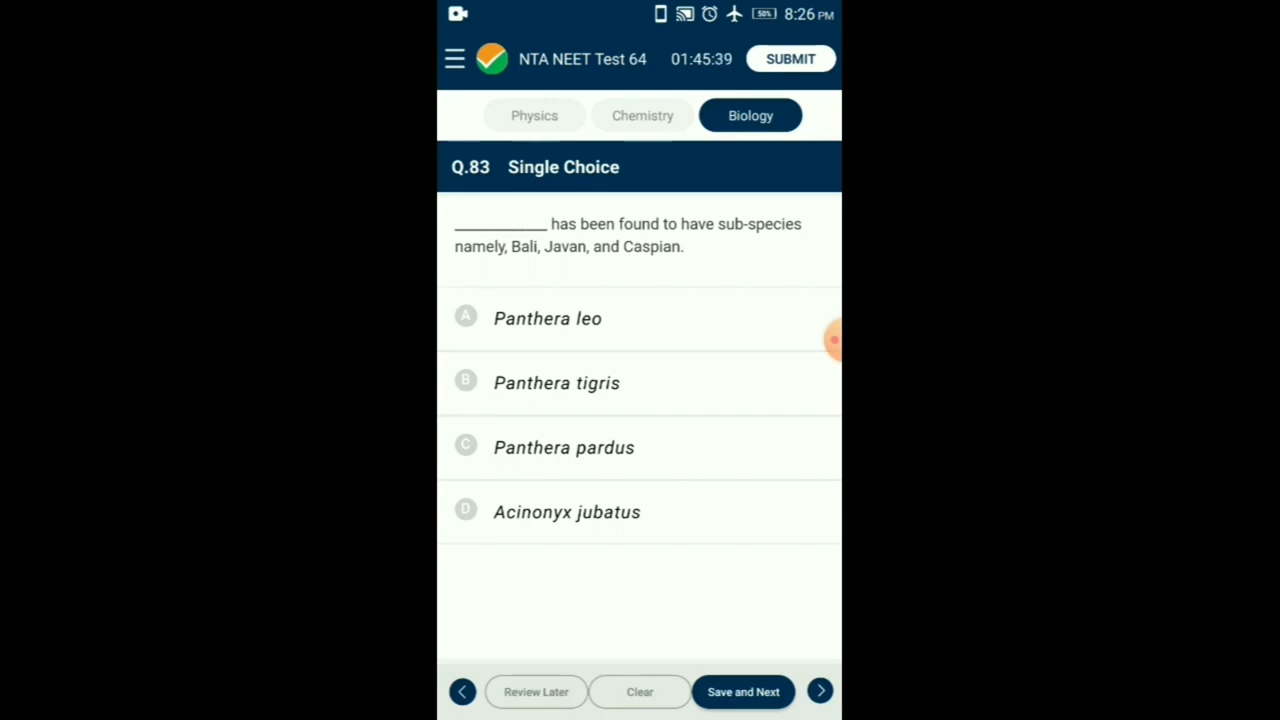 50% 8:26 PM
NTA NEET Test 64 01:45:39 SUBMIT
Physics Chemistry Biology
Q.83 Single Choice
___________ has been found to have sub-species
namely, Bali, Javan, and Caspian.
A Panthera leo
B Panthera tigris
C Panthera pardus
D Acinonyx jubatus
Review Later Clear Save and Next